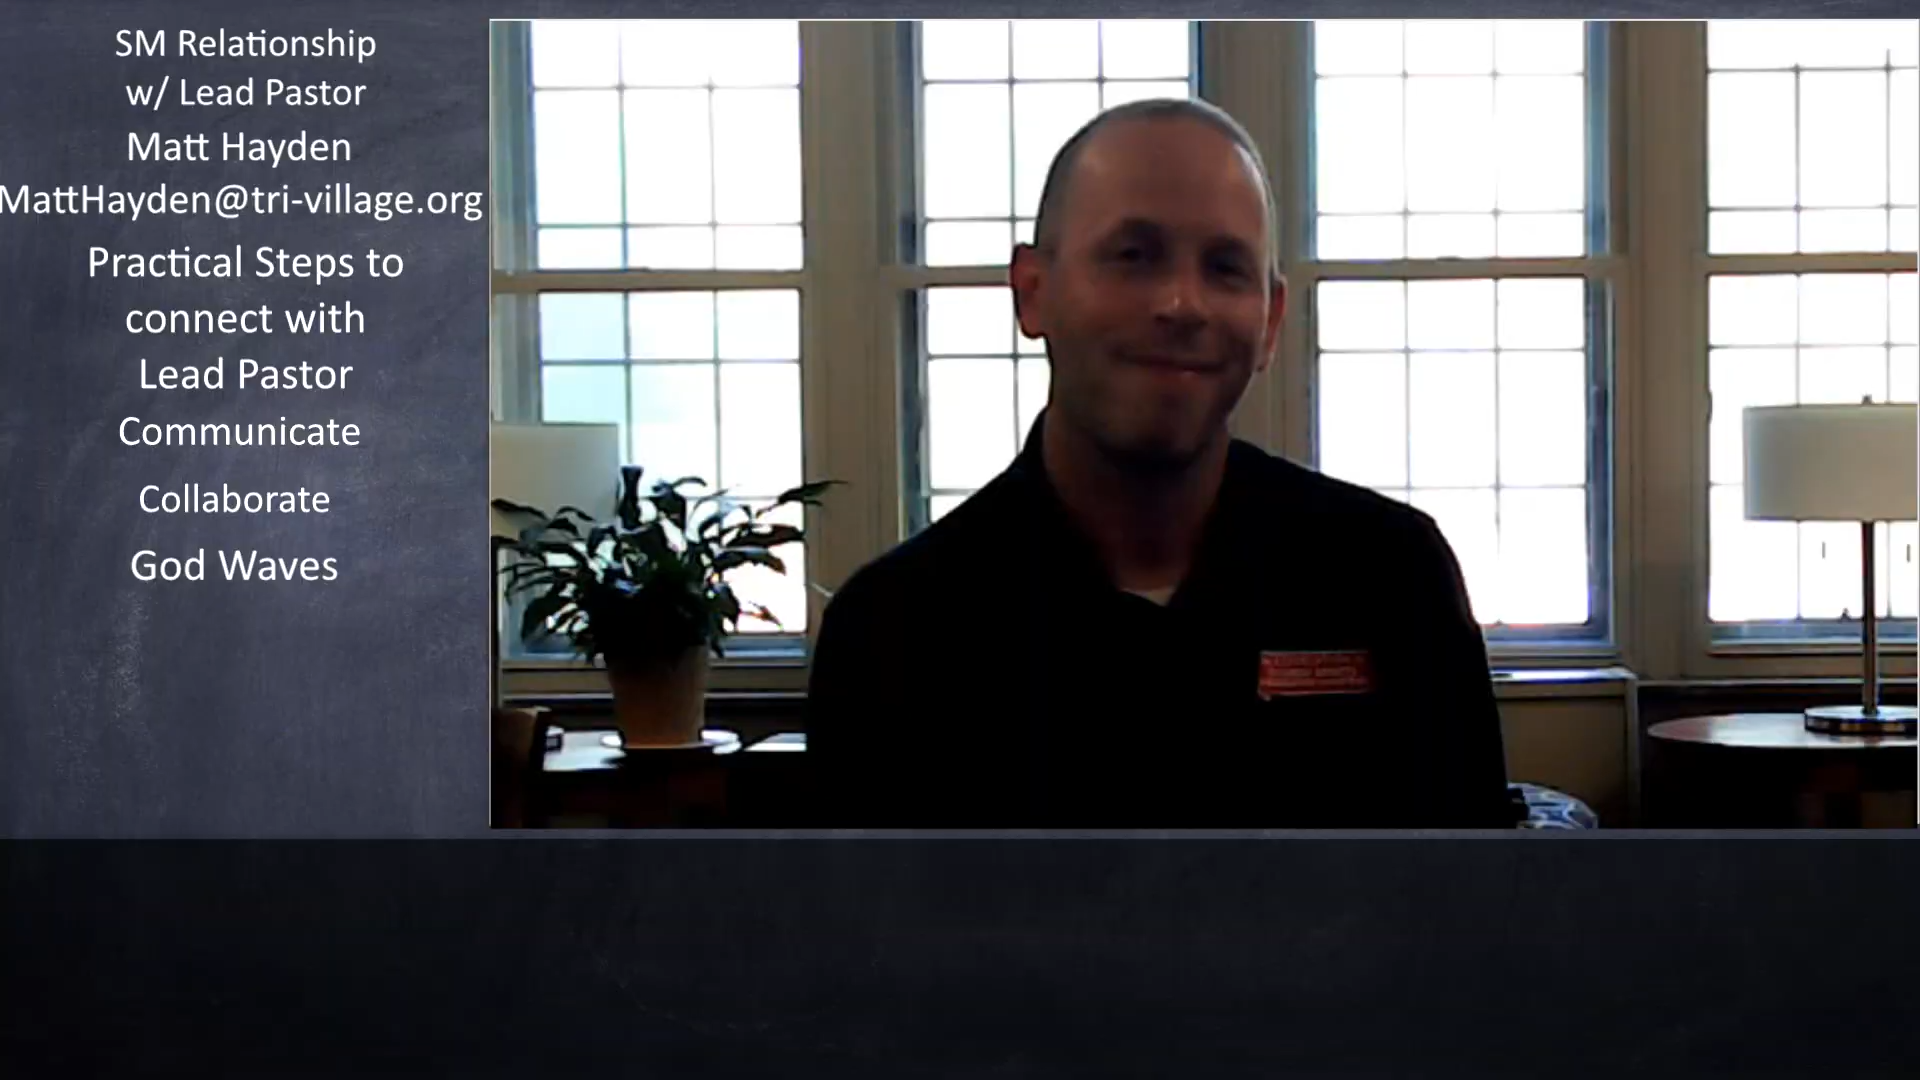 SM Relationship
w/ Lead Pastor
Matt Hayden
MattHayden@tri-village.org
Practical Steps to
connect with
Lead Pastor
Communicate
Collaborate
God Waves